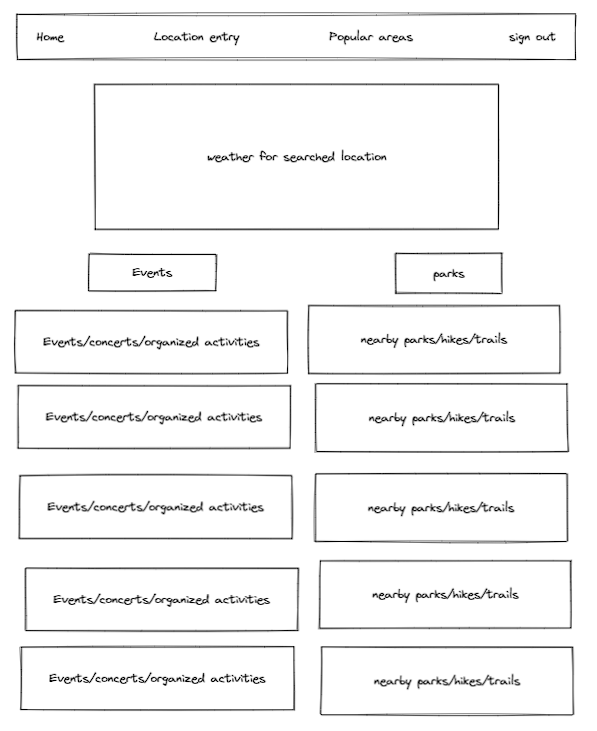 Home Location entry Popular areas sign out
weather for searched location
Events parks
Events/concerts/organized activities nearby parks/hikes/trails
Events/concerts/organized activities nearby parks/hikes/trails
Events/concerts/organized activities nearby parks/hikes/trails
Events/concerts/organized activities nearby parks/hikes/trails
Events/concerts/organized activities nearby parks/hikes/trails